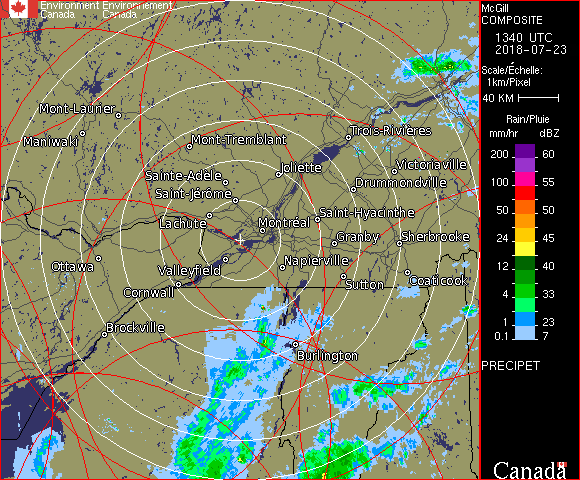 Environment Environnement
Canada Canada
McGill
COMPOSITE
1340 UTC
2018-07-23
Scale/Échelle:
1km/Pixel
40 KM
Rain/Pluie
mm/hr dBZ
200 60
155
100 55
50 50
24 45
12 40
4 33
1 23
0.1 7
PRECIPET
Canada
Mont-Laurier
Maniwaki
Mont-Tremblant
Trois-Rivières
Joliette
Victoriaville
Sainte-Adèle
Drummondville
Saint-Jérôme
Saint-Hyacinthe
Lachute
Montréal
Granby
Sherbrooke
Ottawa
Valleyfield
Napierville
Cornwall
Sutton
Coaticook
Brockville
Burlington